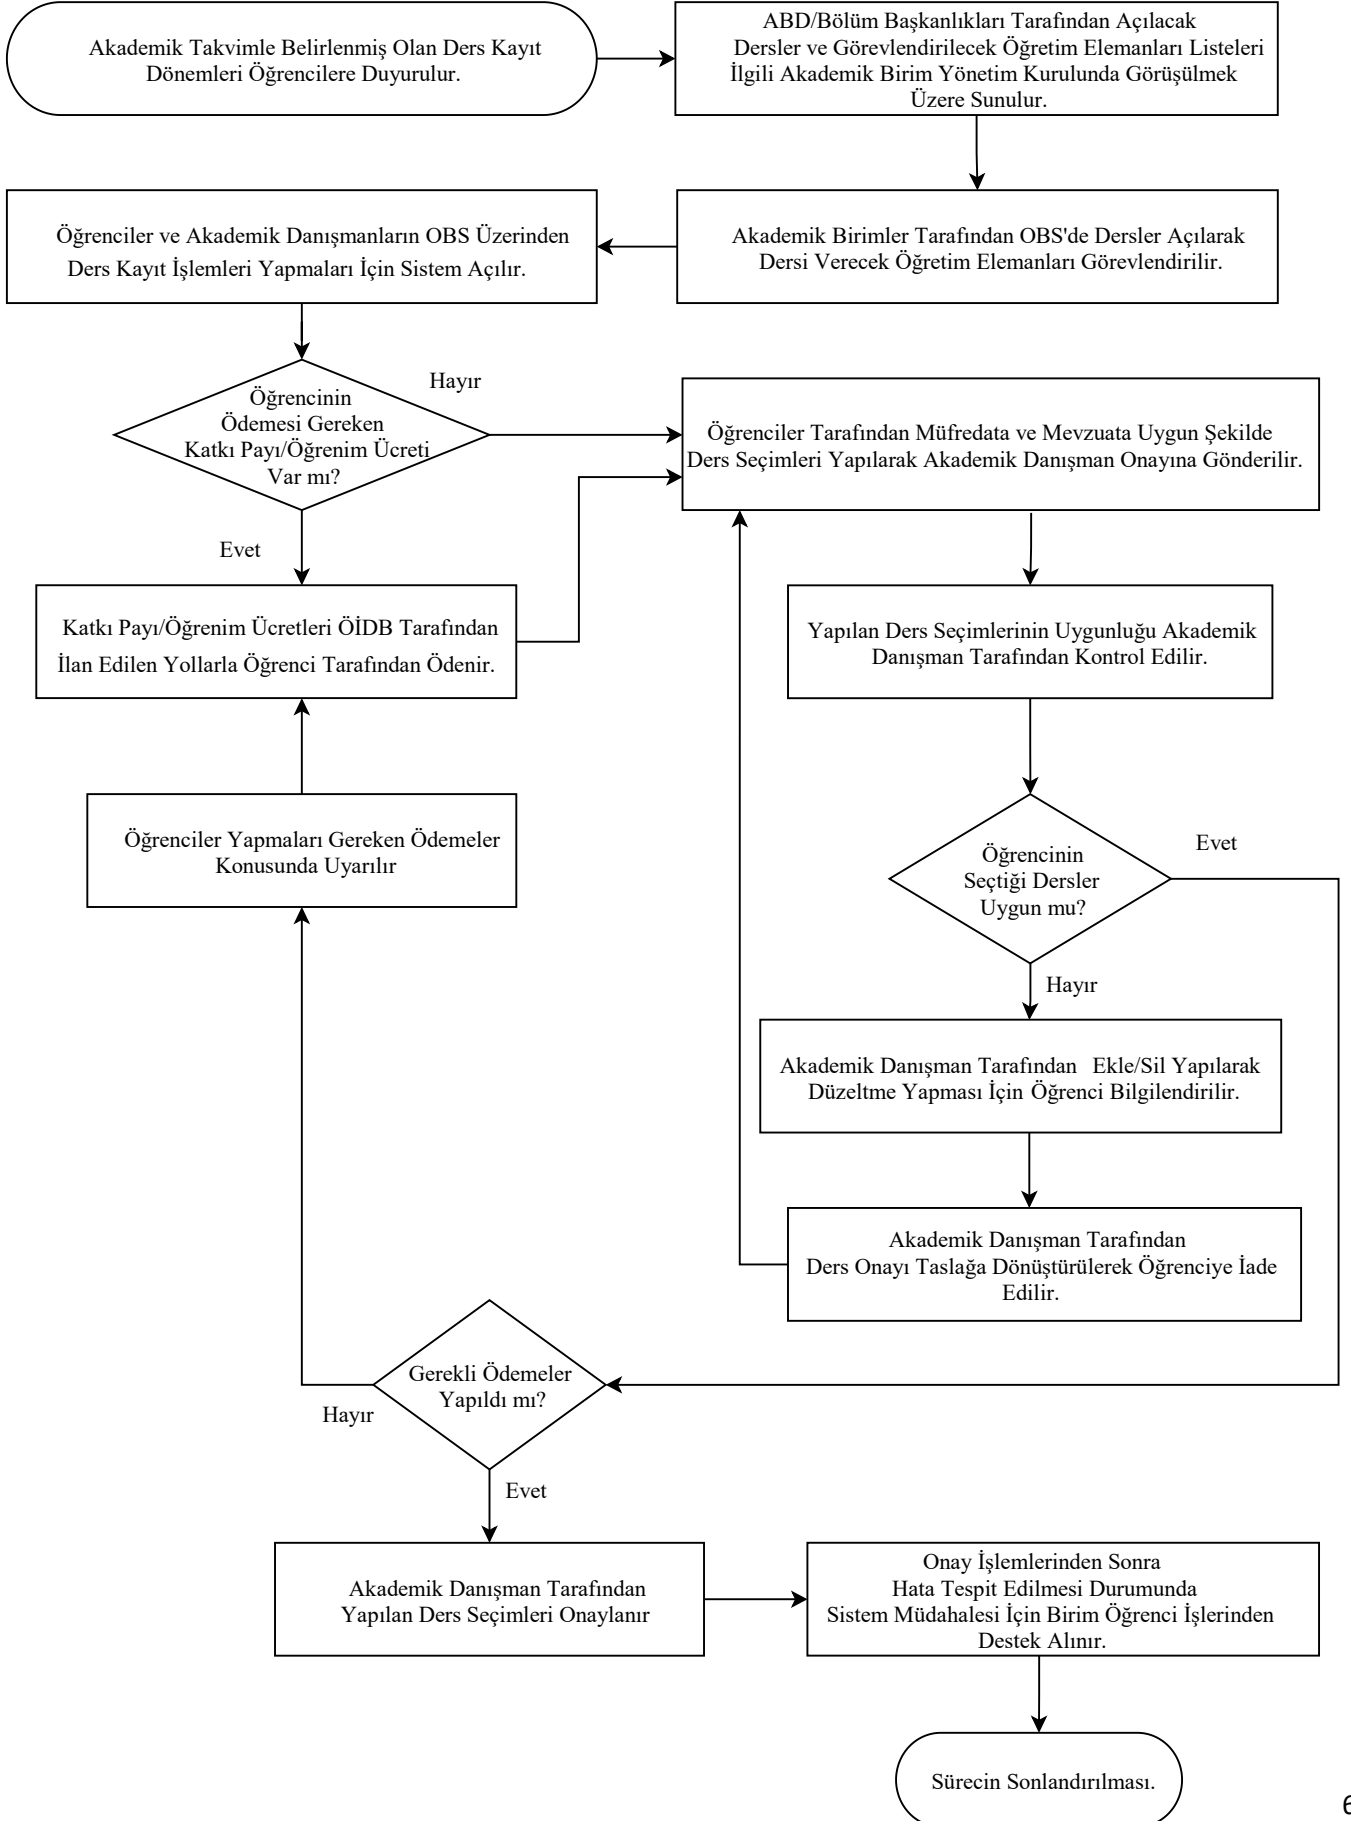 Akademik Takvimle Belirlenmiş Olan Ders Kayıt
Dönemleri Öğrencilere Duyurulur.
ABD/Bölüm Başkanlıkları Tarafından Açılacak
Dersler ve Görevlendirilecek Öğretim Elemanları Listeleri
İlgili Akademik Birim Yönetim Kurulunda Görüşülmek
Üzere Sunulur.
Akademik Birimler Tarafından OBS'de Dersler Açılarak
Dersi Verecek Öğretim Elemanları Görevlendirilir.
Öğrenciler ve Akademik Danışmanların OBS Üzerinden
Ders Kayıt İşlemleri Yapmaları İçin Sistem Açılır.
Öğrencinin
Ödemesi Gereken
Katkı Payı/Öğrenim Ücreti
Var mı?
Hayır
Evet
Öğrenciler Tarafından Müfredata ve Mevzuata Uygun Şekilde
Ders Seçimleri Yapılarak Akademik Danışman Onayına Gönderilir.
Katkı Payı/Öğrenim Ücretleri ÖİDB Tarafından
İlan Edilen Yollarla Öğrenci Tarafından Ödenir.
Yapılan Ders Seçimlerinin Uygunluğu Akademik
Danışman Tarafından Kontrol Edilir.
Öğrenciler Yapmaları Gereken Ödemeler
Konusunda Uyarılır
Öğrencinin
Seçtiği Dersler
Uygun mu?
Evet
Hayır
Akademik Danışman Tarafından Ekle/Sil Yapılarak
Düzeltme Yapması İçin Öğrenci Bilgilendirilir.
Akademik Danışman Tarafından
Ders Onayı Taslağa Dönüştürülerek Öğrenciye İade
Edilir.
Gerekli Ödemeler
Yapıldı mı?
Hayır
Evet
Akademik Danışman Tarafından
Yapılan Ders Seçimleri Onaylanır
Onay İşlemlerinden Sonra
Hata Tespit Edilmesi Durumunda
Sistem Müdahalesi İçin Birim Öğrenci İşlerinden
Destek Alınır.
Sürecin Sonlandırılması.
6